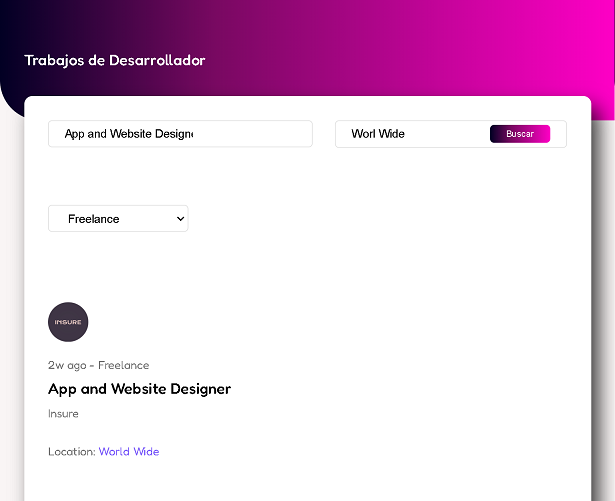 Trabajos de Desarrollador
App and Website Design
Worl Wide
Buscar
Freelance
INSURE
2w ago - Freelance
App and Website Designer
Insure
Location: World Wide